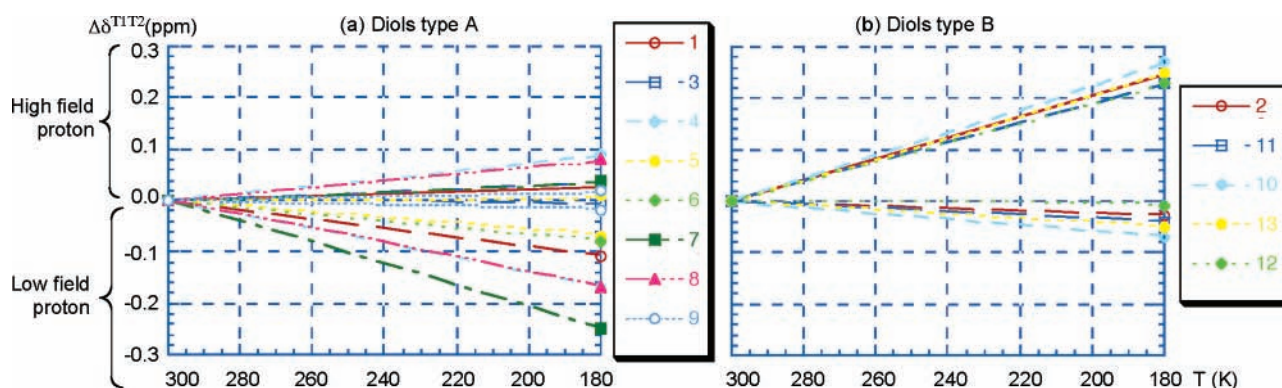 Δδ^T1T2 (ppm)
(a) Diols type A
(b) Diols type B
High field
proton
Low field
proton
0.3
0.2
0.1
0.0
-0.1
-0.2
-0.3
300 280 260 240 220 200 180
1
3
4
5
6
7
8
9
300 280 260 240 220 200 180 T (K)
2
11
10
13
12